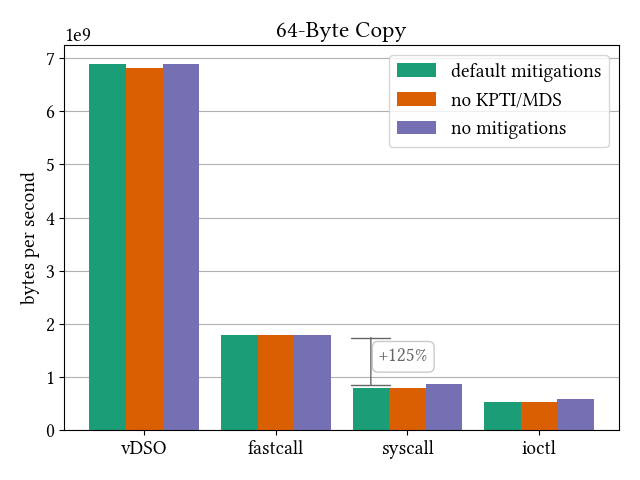 64-Byte Copy
1e9
bytes per second
7
6
5
4
3
2
1
0
default mitigations
no KPTI/MDS
no mitigations
+125%
vDSO fastcall syscall ioctl